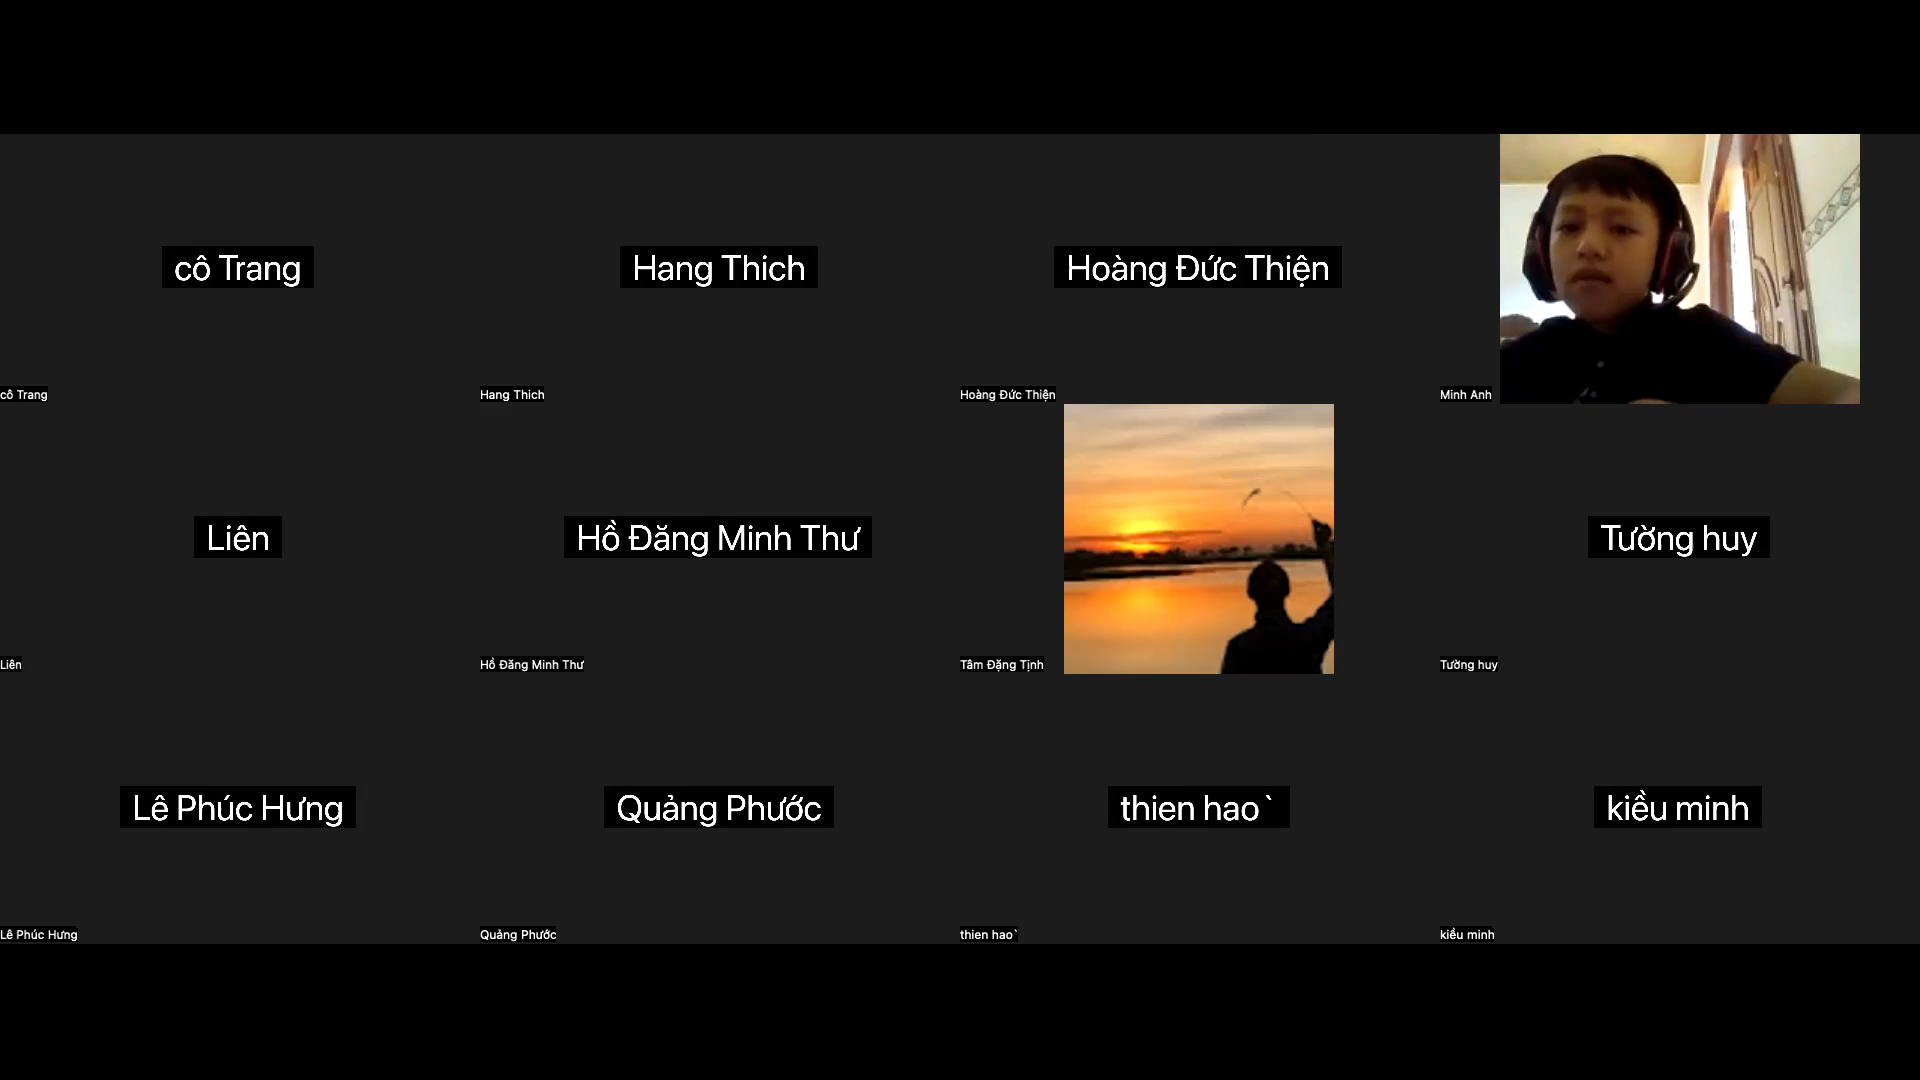 cô Trang
Hang Thich
Hoàng Đức Thiện
cô Trang
Hang Thich
Hoàng Đức Thiện
Minh Anh
Liên
Hồ Đăng Minh Thư
Tường huy
Liên
Hồ Đăng Minh Thư
Tâm Đặng Tịnh
Tường huy
Lê Phúc Hưng
Quảng Phước
thien hao`
kiều minh
Lê Phúc Hưng
Quảng Phước
thien hao`
kiều minh